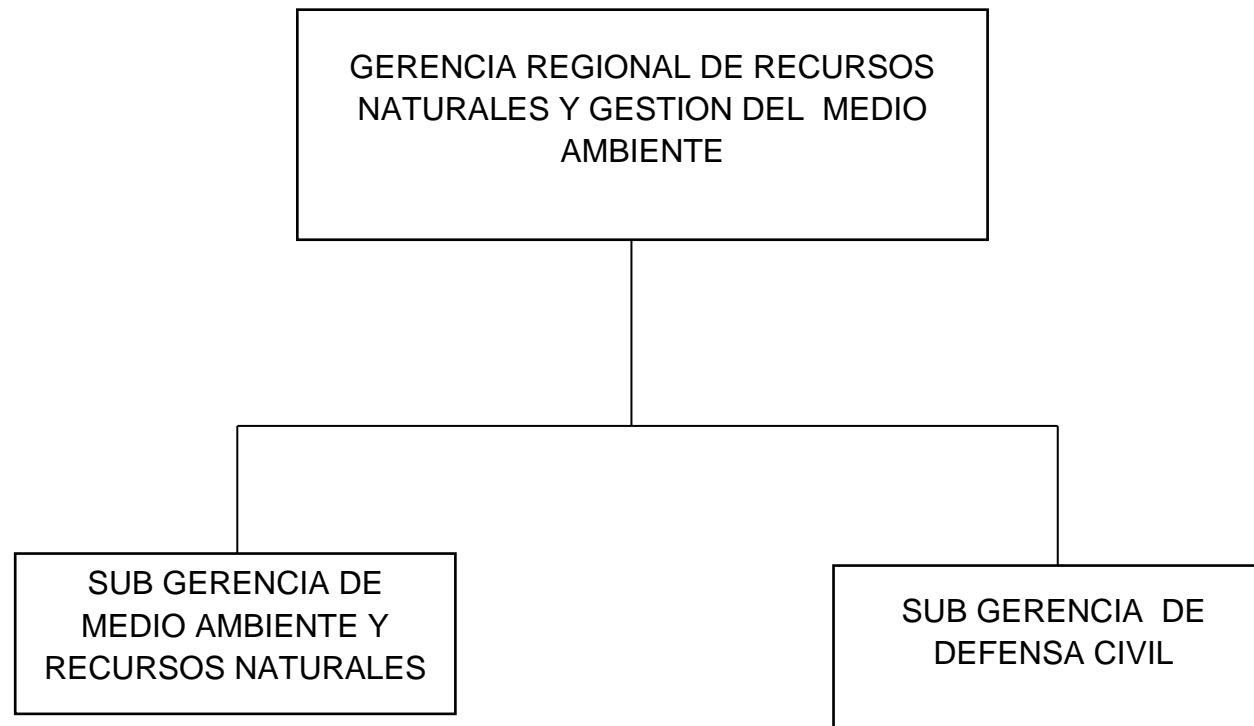 GERENCIA REGIONAL DE RECURSOS
NATURALES Y GESTION DEL  MEDIO
AMBIENTE
SUB GERENCIA DE
MEDIO AMBIENTE Y
RECURSOS NATURALES
SUB GERENCIA  DE
DEFENSA CIVIL